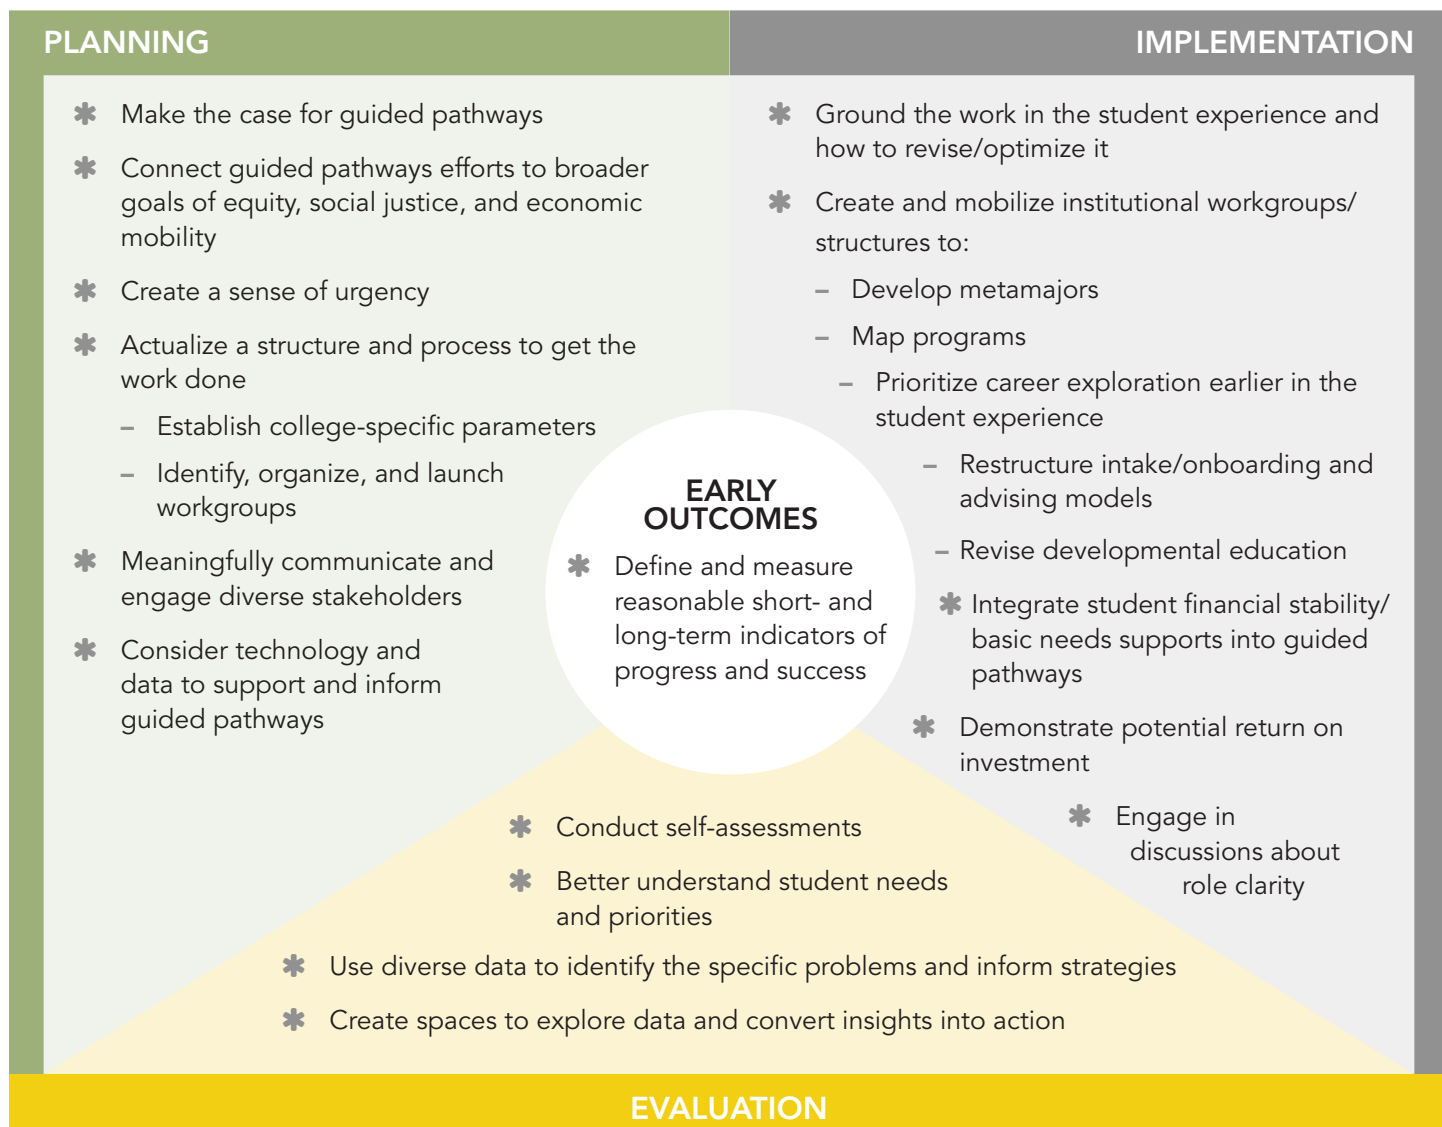 PLANNING
✱ Make the case for guided pathways
✱ Connect guided pathways efforts to broader
goals of equity, social justice, and economic
mobility
✱ Create a sense of urgency
✱ Actualize a structure and process to get the
work done
– Establish college-specific parameters
– Identify, organize, and launch
workgroups
✱ Meaningfully communicate and
engage diverse stakeholders
✱ Consider technology and
data to support and inform
guided pathways
IMPLEMENTATION
✱ Ground the work in the student experience and
how to revise/optimize it
✱ Create and mobilize institutional workgroups/
structures to:
– Develop metamajors
– Map programs
– Prioritize career exploration earlier in the
student experience
– Restructure intake/onboarding and
advising models
– Revise developmental education
✱ Integrate student financial stability/
basic needs supports into guided
pathways
✱ Demonstrate potential return on
investment
✱ Engage in
discussions about
role clarity
EARLY
OUTCOMES
✱ Define and measure
reasonable short- and
long-term indicators of
progress and success
✱ Conduct self-assessments
✱ Better understand student needs
and priorities
✱ Use diverse data to identify the specific problems and inform strategies
✱ Create spaces to explore data and convert insights into action
EVALUATION